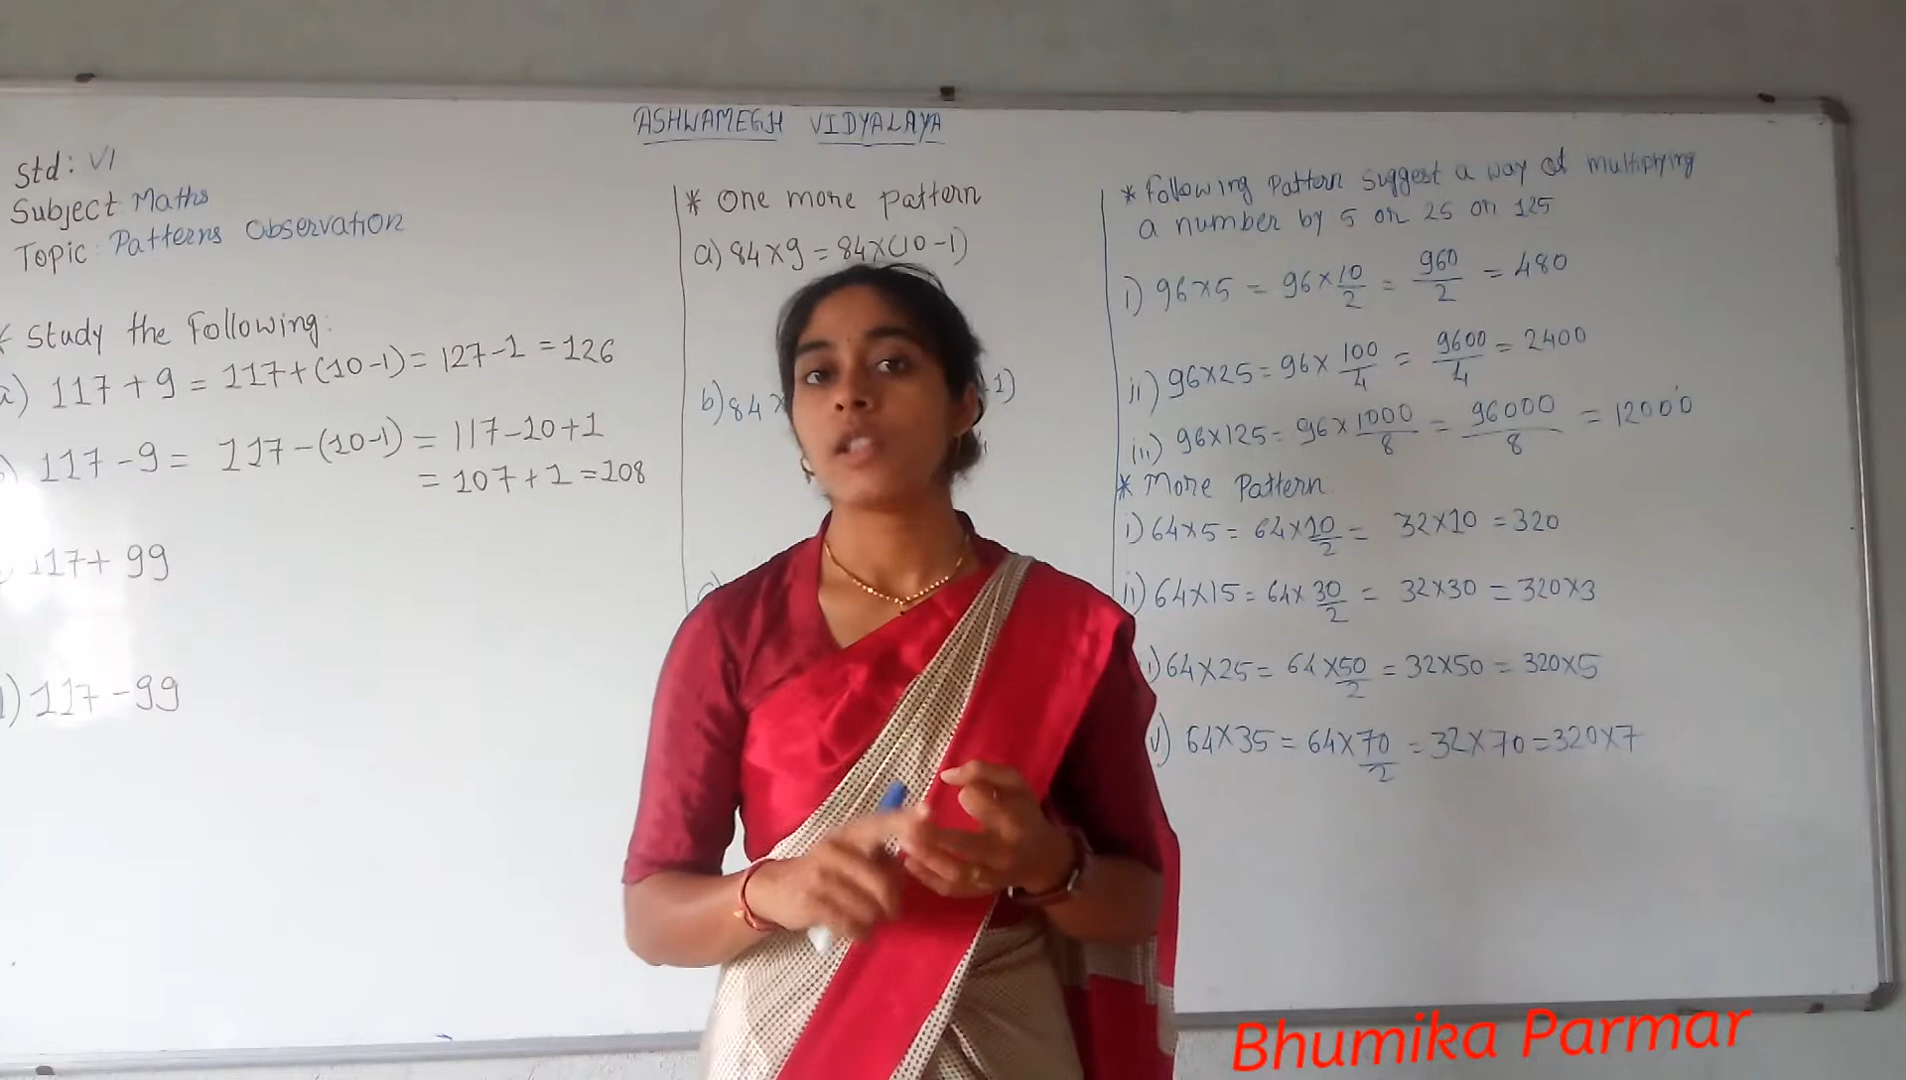 ASHWAMEGH VIDYALAYA
Std: VI
Subject: Maths
Topic: Patterns Observation
* Study the Following:
a) 117 + 9 = 117+(10-1) = 127-1 = 126
) 117 - 9 = 117-(10-1) = 117-10+1
= 107+1 = 108
117+ 99
) 117 - 99
* One more pattern
a) 84×9 = 84×(10-1)
b) 84× -1)
* Following Pattern suggest a way of multiplying
a number by 5 or 25 or 125
i) 96×5 = 96×10/2 = 960/2 = 480
ii) 96×25 = 96×100/4 = 9600/4 = 2400
iii) 96×125 = 96×1000/8 = 96000/8 = 12000
* More Pattern
i) 64×5 = 64×10/2 = 32×10 = 320
ii) 64×15 = 64×30/2 = 32×30 = 320×3
) 64×25 = 64×50/2 = 32×50 = 320×5
v) 64×35 = 64×70/2 = 32×70 = 320×7
Bhumika Parmar